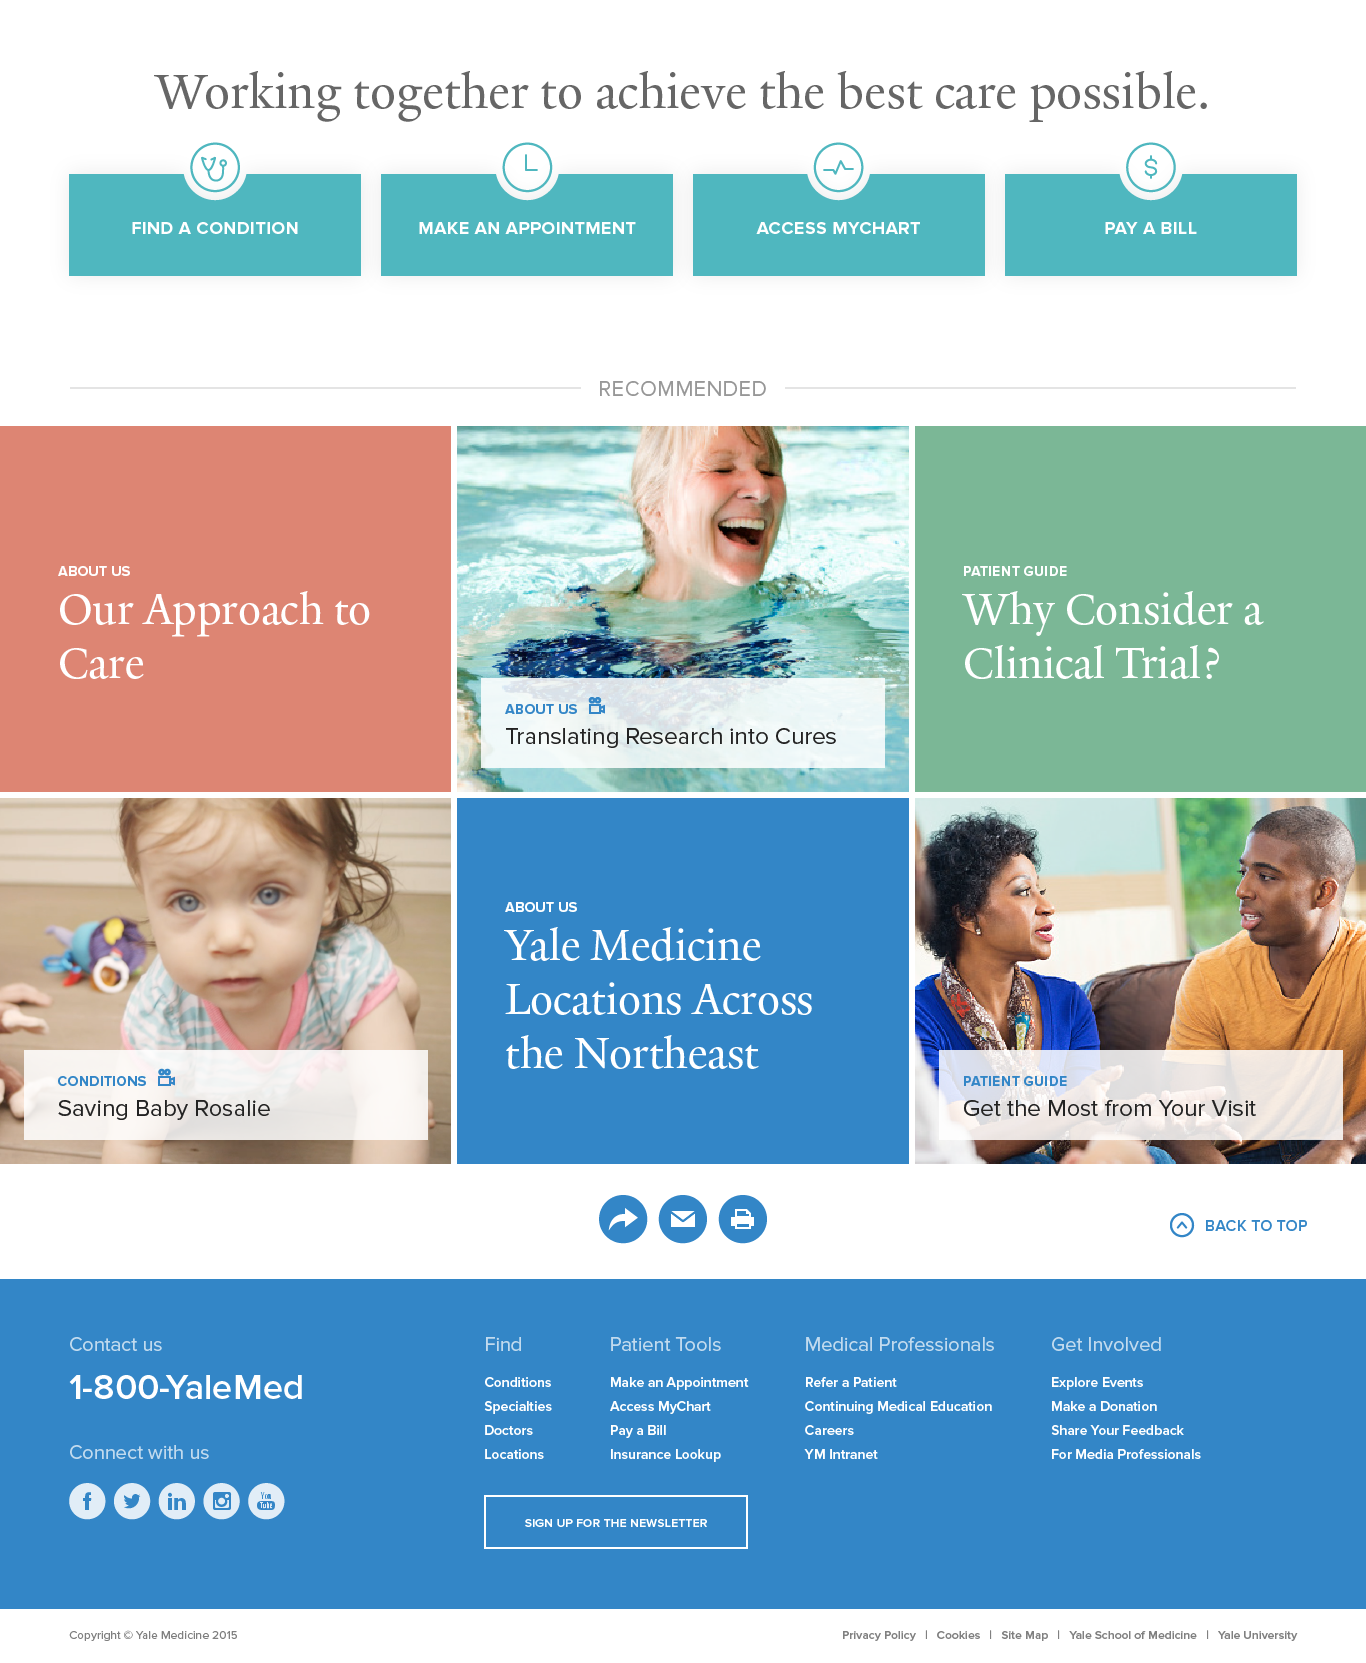 Working together to achieve the best care possible.
FIND A CONDITION
MAKE AN APPOINTMENT
ACCESS MYCHART
PAY A BILL
RECOMMENDED
ABOUT US
Our Approach to
Care
ABOUT US
Translating Research into Cures
PATIENT GUIDE
Why Consider a
Clinical Trial?
CONDITIONS
Saving Baby Rosalie
ABOUT US
Yale Medicine
Locations Across
the Northeast
PATIENT GUIDE
Get the Most from Your Visit
BACK TO TOP
Contact us
1-800-YaleMed
Connect with us
You
Tube
Find
Conditions
Specialties
Doctors
Locations
Patient Tools
Make an Appointment
Access MyChart
Pay a Bill
Insurance Lookup
Medical Professionals
Refer a Patient
Continuing Medical Education
Careers
YM Intranet
Get Involved
Explore Events
Make a Donation
Share Your Feedback
For Media Professionals
SIGN UP FOR THE NEWSLETTER
Copyright © Yale Medicine 2015
Privacy Policy | Cookies | Site Map | Yale School of Medicine | Yale University